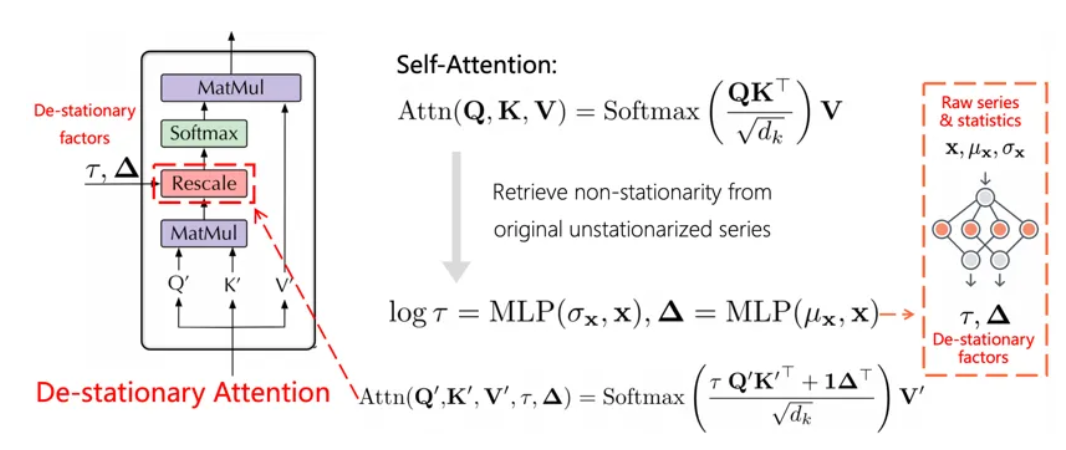 MatMul
De-stationary
factors
Softmax
τ, Δ
Rescale
MatMul
Q′ K′ V′
De-stationary Attention
Self-Attention:
Attn(Q, K, V) = Softmax(QK⊤/√d_k) V
Retrieve non-stationarity from
original unstationarized series
log τ = MLP(σ_x, x), Δ = MLP(μ_x, x)
Attn(Q′,K′, V′, τ, Δ) = Softmax(τ Q′K′⊤ + 1Δ⊤/√d_k) V′
Raw series
& statistics
x, μ_x, σ_x
τ, Δ
De-stationary
factors